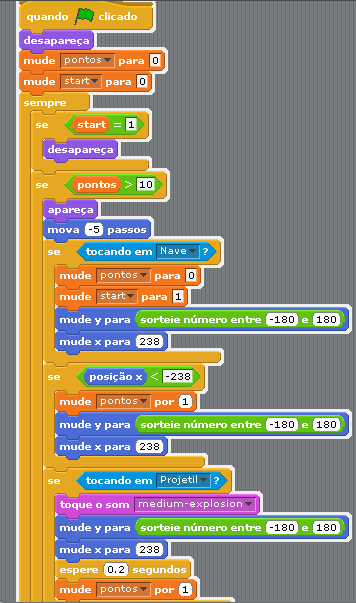 quando clicado
desapareça
mude pontos para 0
mude start para 0
sempre
se start = 1
desapareça
se pontos > 10
apareça
mova -5 passos
se tocando em Nave ?
mude pontos para 0
mude start para 1
mude y para sorteie número entre -180 e 180
mude x para 238
se posição x < -238
mude pontos por 1
mude y para sorteie número entre -180 e 180
mude x para 238
se tocando em Projetil ?
toque o som medium-explosion
mude y para sorteie número entre -180 e 180
mude x para 238
espere 0.2 segundos
mude pontos por 1